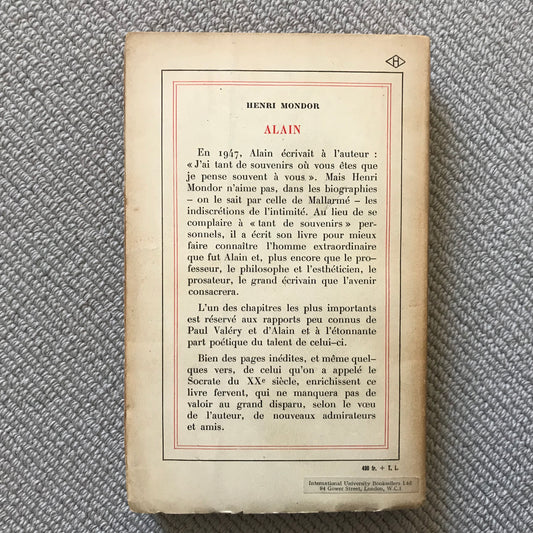 H
HENRI MONDOR
ALAIN
En 1947, Alain écrivait à l'auteur :
« J'ai tant de souvenirs où vous êtes que
je pense souvent à vous ». Mais Henri
Mondor n'aime pas, dans les biographies
– on le sait par celle de Mallarmé – les
indiscrétions de l'intimité. Au lieu de se
complaire à « tant de souvenirs » per-
sonnels, il a écrit son livre pour mieux
faire connaître l'homme extraordinaire
que fut Alain et, plus encore que le pro-
fesseur, le philosophe et l'esthéticien, le
prosateur, le grand écrivain que l'avenir
consacrera.
L'un des chapitres les plus importants
est réservé aux rapports peu connus de
Paul Valéry et d'Alain et à l'étonnante
part poétique du talent de celui-ci.
Bien des pages inédites, et même quel-
ques vers, de celui qu'on a appelé le
Socrate du XXe siècle, enrichissent ce
livre fervent, qui ne manquera pas de
valoir au grand disparu, selon le vœu
de l'auteur, de nouveaux admirateurs
et amis.
490 fr. + T. L.
International University Booksellers Ltd
94 Gower Street, London, W.C.1